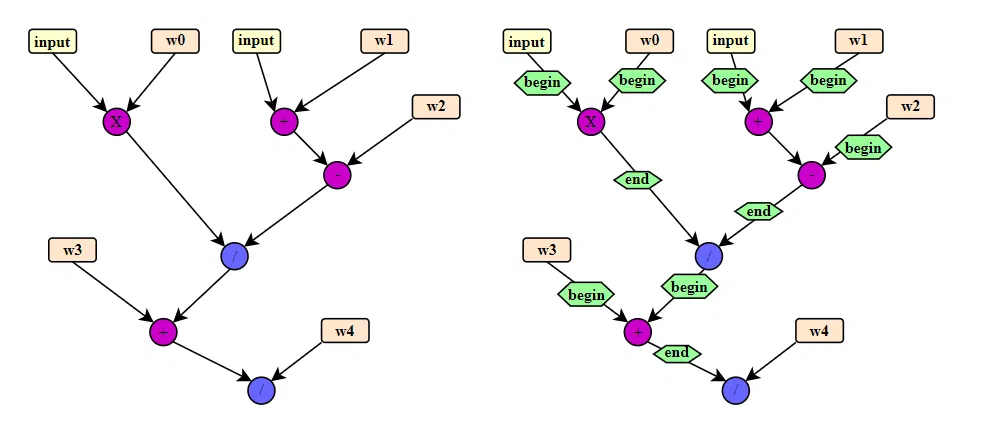 input
w0
input
w1
w2
X
+
-
w3
/
+
w4
/
input
w0
input
w1
begin
begin
begin
begin
w2
X
+
begin
-
end
end
w3
/
begin
begin
+
w4
end
/